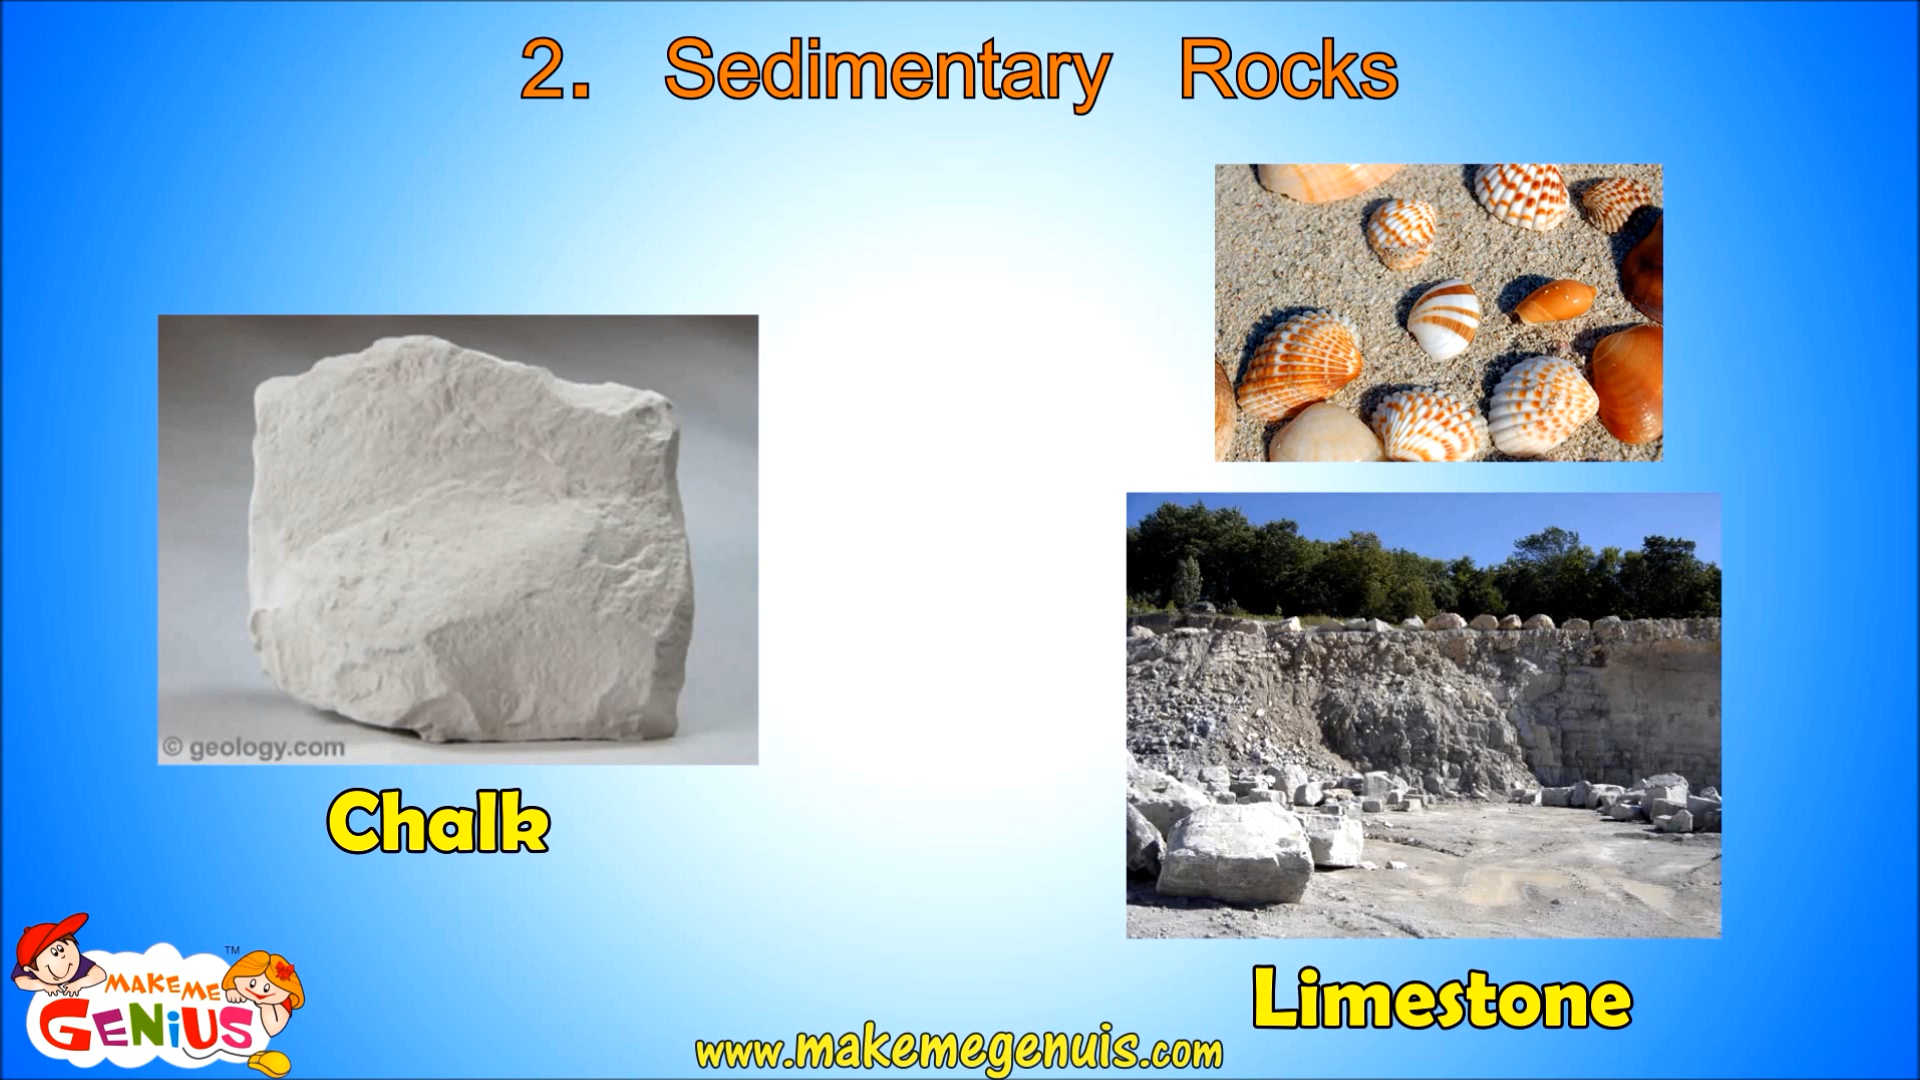 2. Sedimentary Rocks
© geology.com
Chalk
Limestone
MAKE ME
GENiUS
TM
www.makemegenuis.com